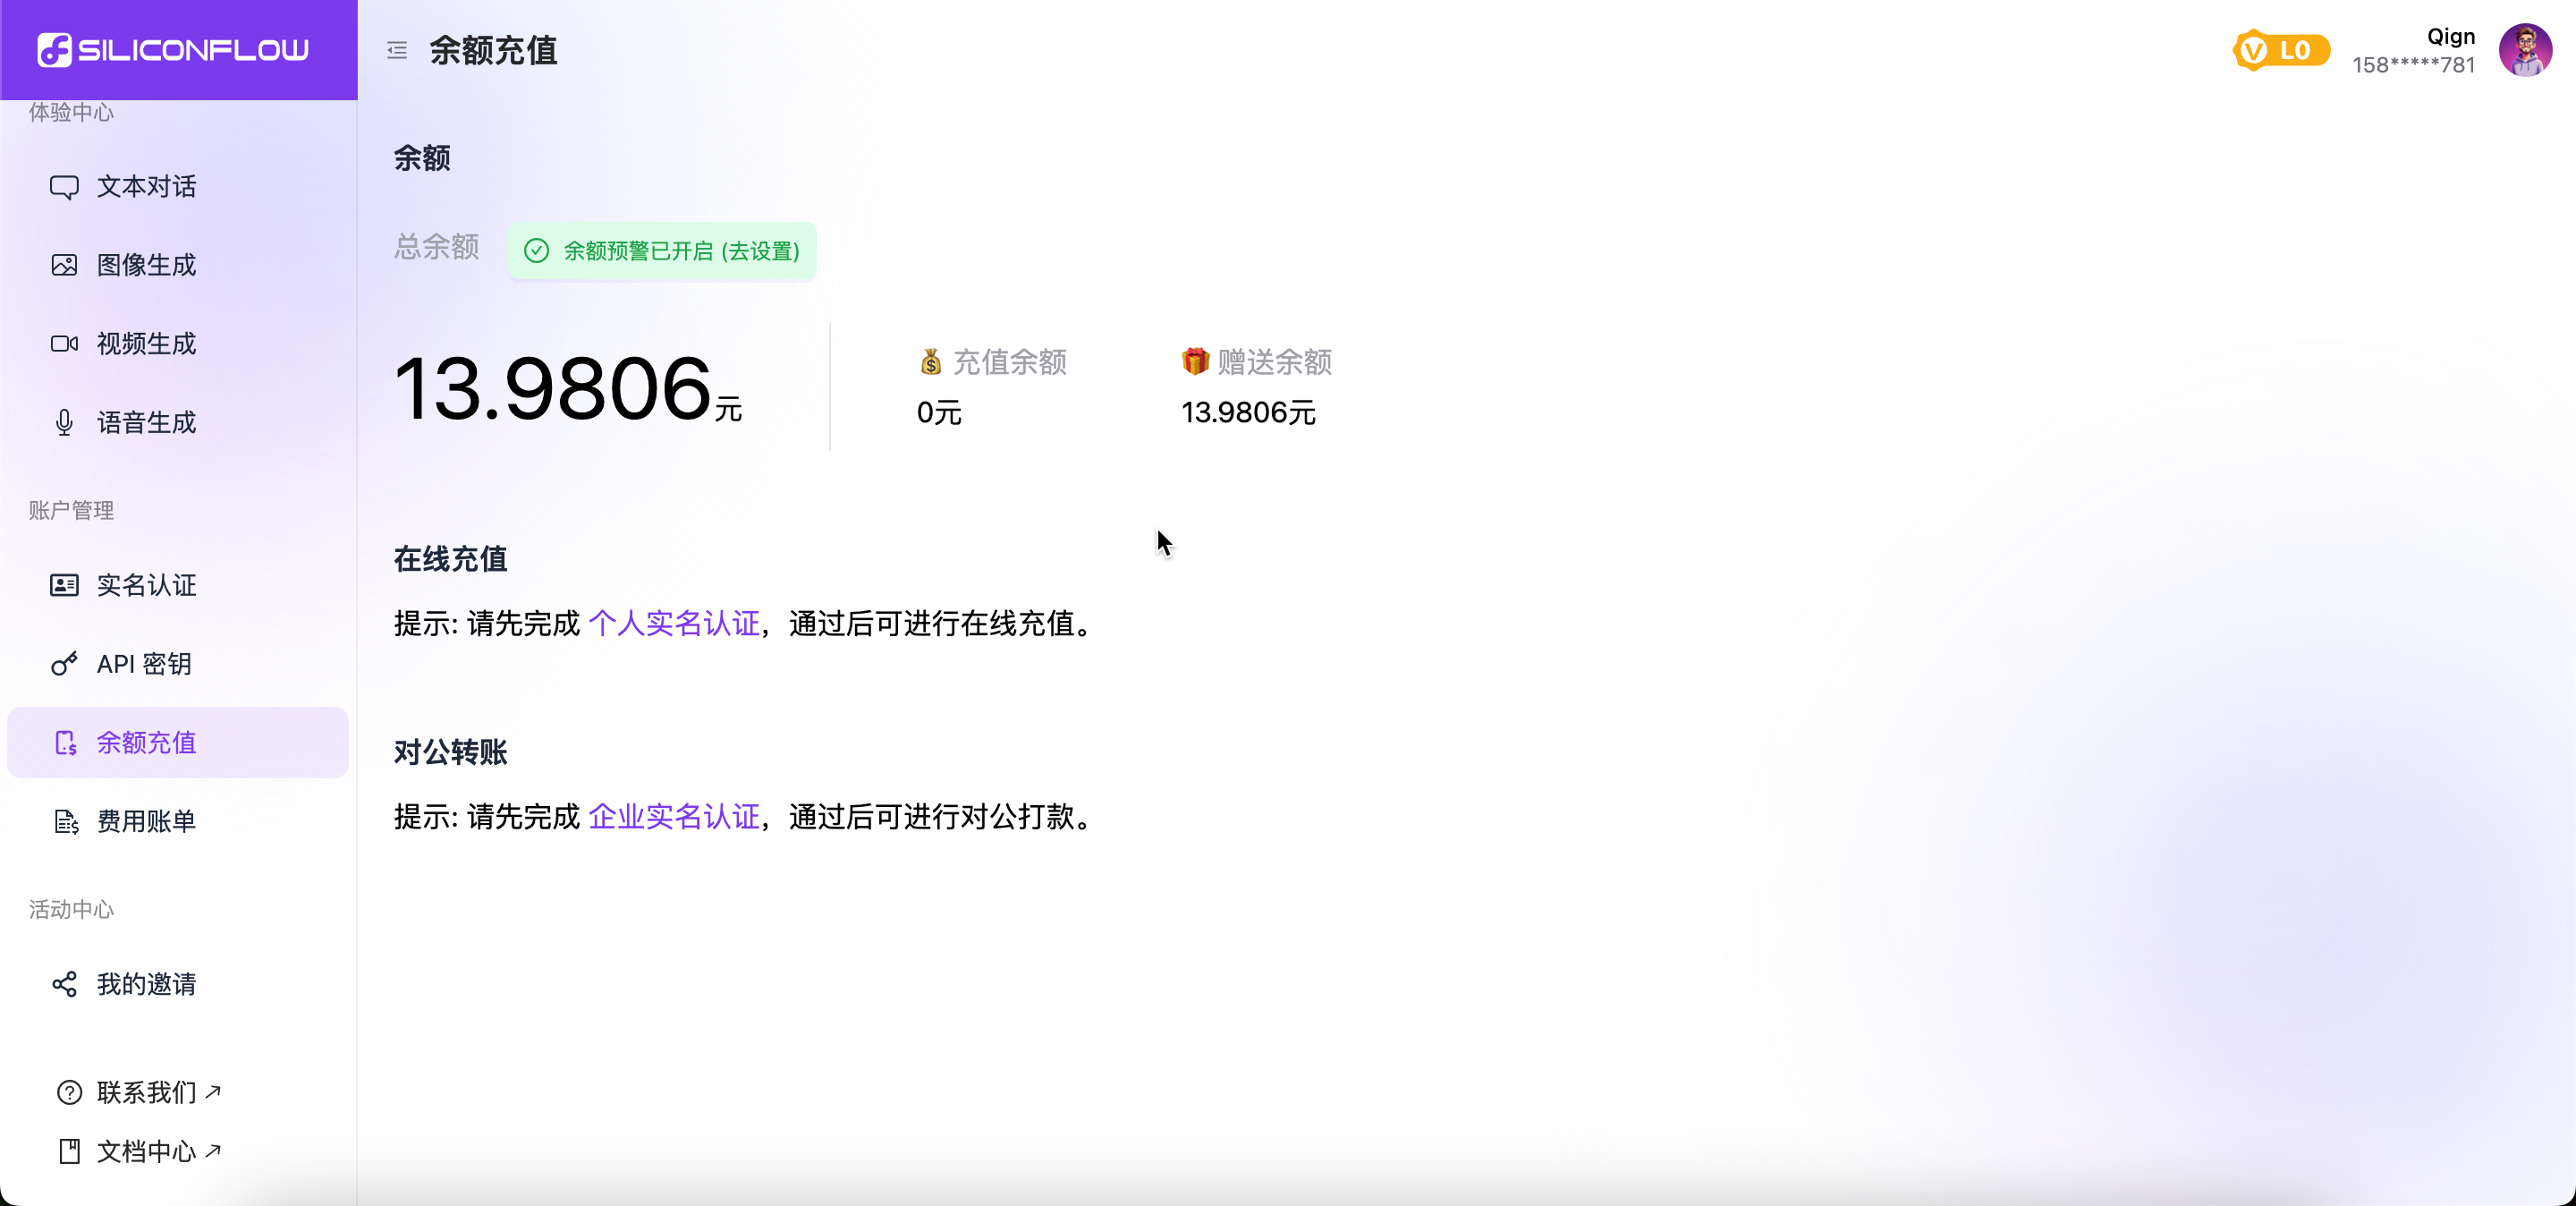 SILICONFLOW
余额充值
L0
Qign
158*****781
体验中心
文本对话
图像生成
视频生成
语音生成
账户管理
实名认证
API 密钥
余额充值
费用账单
活动中心
我的邀请
联系我们
文档中心
余额
总余额
余额预警已开启 (去设置)
13.9806元
充值余额
0元
赠送余额
13.9806元
在线充值
提示: 请先完成 个人实名认证，通过后可进行在线充值。
对公转账
提示: 请先完成 企业实名认证，通过后可进行对公打款。